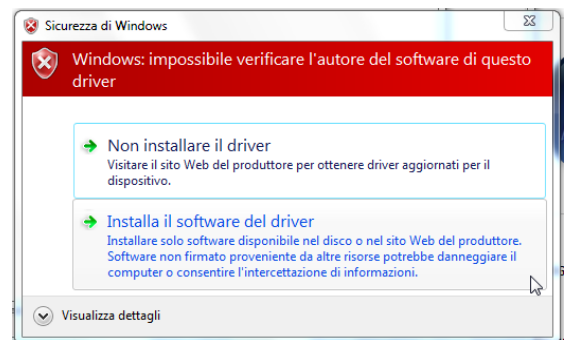 Sicurezza di Windows
Windows: impossibile verificare l'autore del software di questo
driver
Non installare il driver
Visitare il sito Web del produttore per ottenere driver aggiornati per il
dispositivo.
Installa il software del driver
Installare solo software disponibile nel disco o nel sito Web del produttore.
Software non firmato proveniente da altre risorse potrebbe danneggiare il
computer o consentire l'intercettazione di informazioni.
Visualizza dettagli